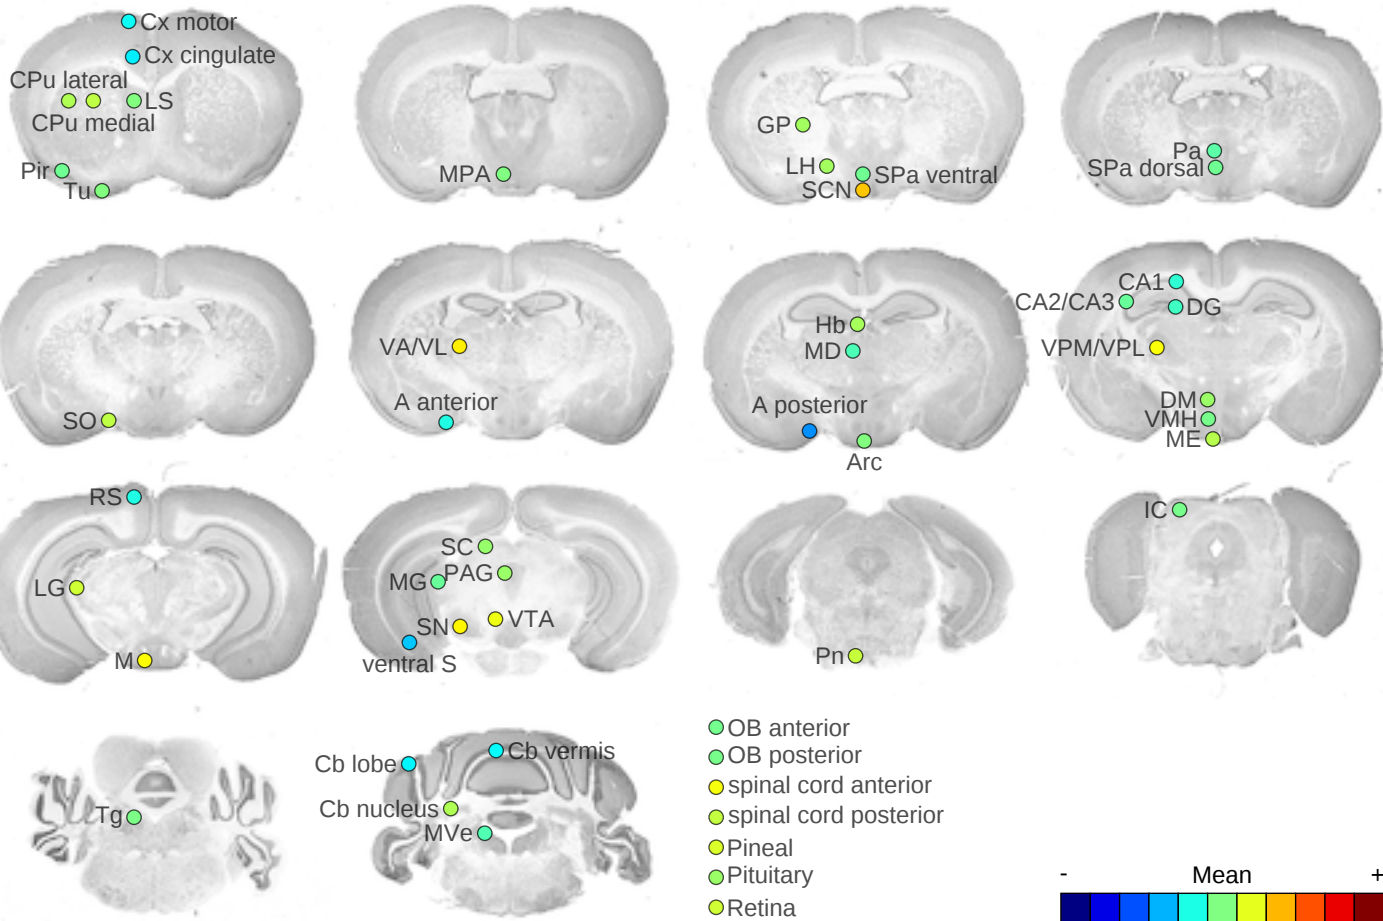 Cx motor
Cx cingulate
CPu lateral
LS
CPu medial
Pir
Tu
MPA
GP
LH
SPa ventral
SCN
Pa
SPa dorsal
SO
VA/VL
A anterior
Hb
MD
A posterior
Arc
CA1
CA2/CA3
DG
VPM/VPL
DM
VMH
ME
RS
LG
M
SC
PAG
MG
SN
VTA
ventral S
Pn
IC
Tg
Cb vermis
Cb lobe
Cb nucleus
MVe
OB anterior
OB posterior
spinal cord anterior
spinal cord posterior
Pineal
Pituitary
Retina
- Mean +